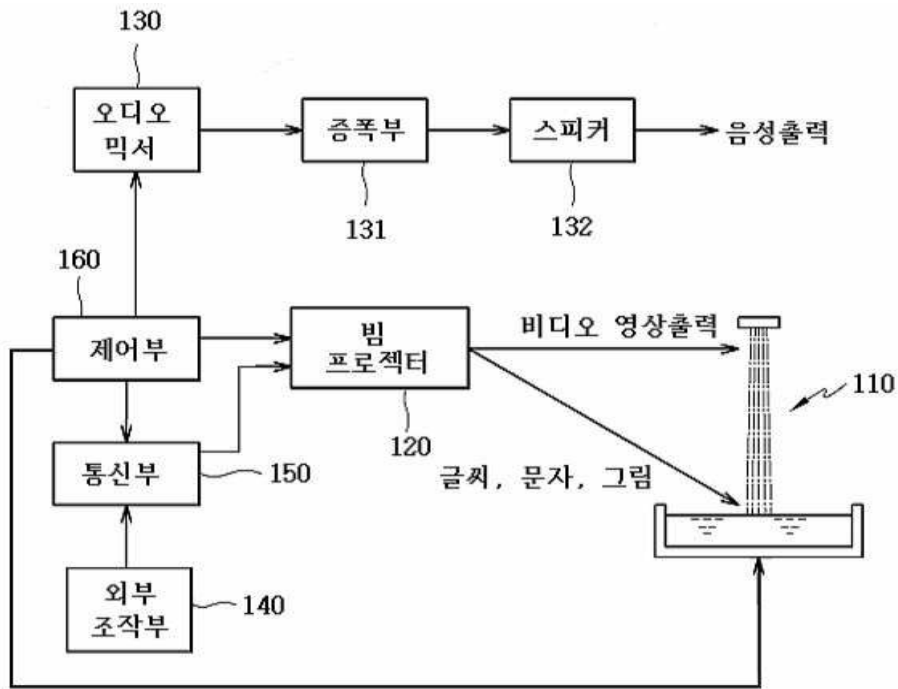 130
오디오
믹서
증폭부
스피커
음성출력
131
132
160
제어부
빔
프로젝터
비디오 영상출력
110
120
통신부
150
글씨, 문자, 그림
외부
조작부
140